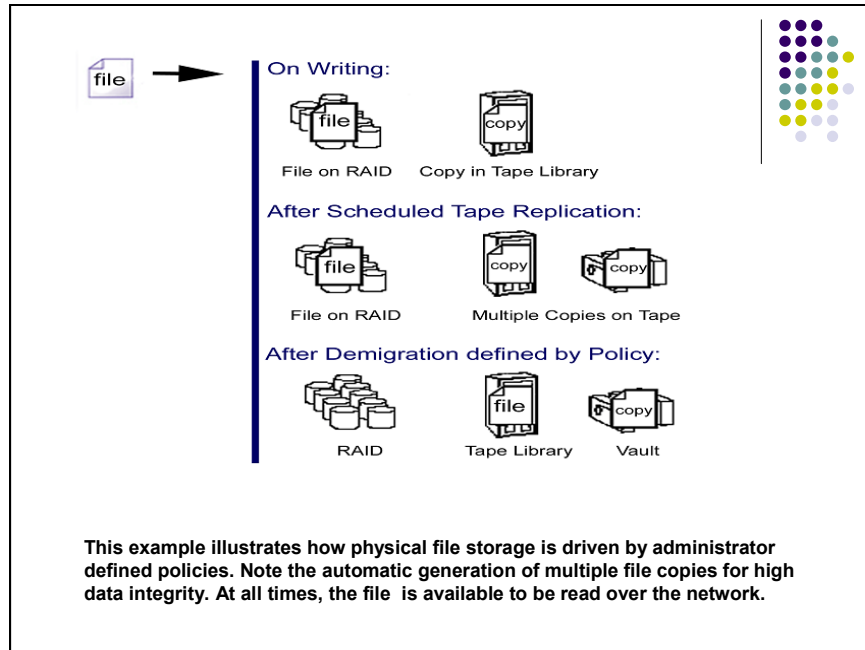 file
On Writing:
file
copy
File on RAID Copy in Tape Library
After Scheduled Tape Replication:
file
copy
copy
File on RAID Multiple Copies on Tape
After Demigration defined by Policy:
file
copy
RAID Tape Library Vault
This example illustrates how physical file storage is driven by administrator
defined policies. Note the automatic generation of multiple file copies for high
data integrity. At all times, the file is available to be read over the network.